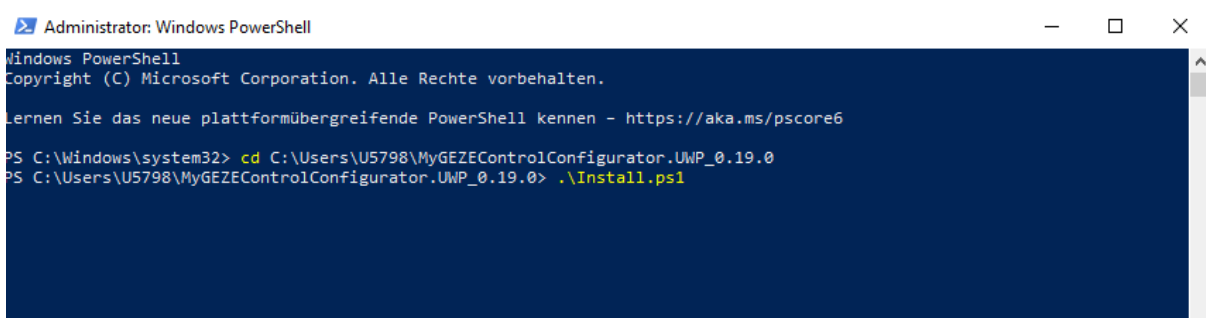 Administrator: Windows PowerShell
Windows PowerShell
Copyright (C) Microsoft Corporation. Alle Rechte vorbehalten.
Lernen Sie das neue plattformübergreifende PowerShell kennen – https://aka.ms/pscore6
PS C:\Windows\system32> cd C:\Users\U5798\MyGEZEControlConfigurator.UWP_0.19.0
PS C:\Users\U5798\MyGEZEControlConfigurator.UWP_0.19.0> .\Install.ps1